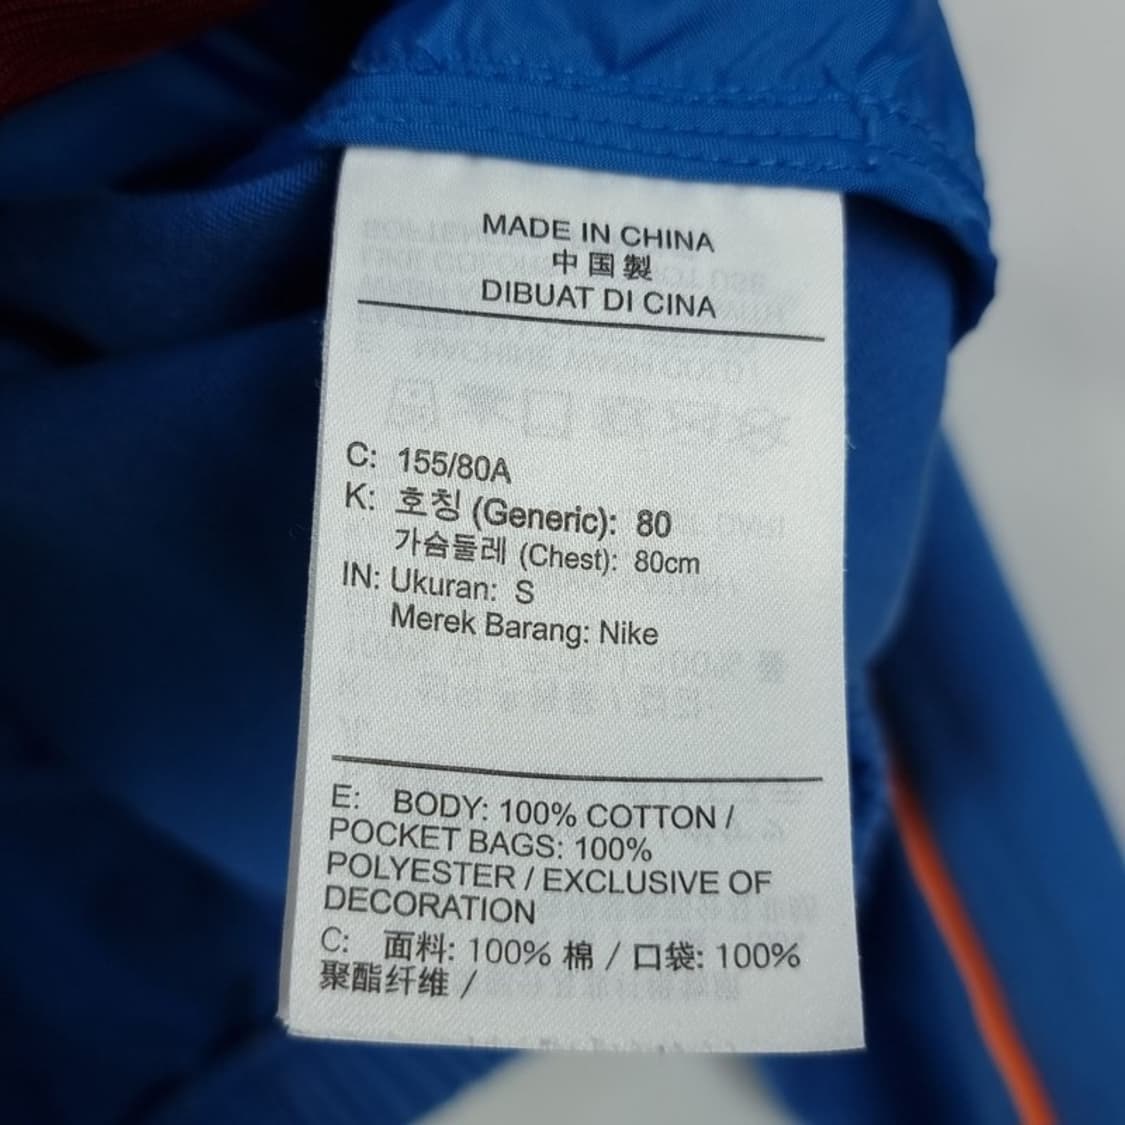 MADE IN CHINA
中国製
DIBUAT DI CINA
C: 155/80A
K: 호칭 (Generic): 80
가슴둘레 (Chest): 80cm
IN: Ukuran: S
Merek Barang: Nike
E: BODY: 100% COTTON /
POCKET BAGS: 100%
POLYESTER / EXCLUSIVE OF
DECORATION
C: 面料: 100% 棉 / 口袋: 100%
聚酯纤维 /